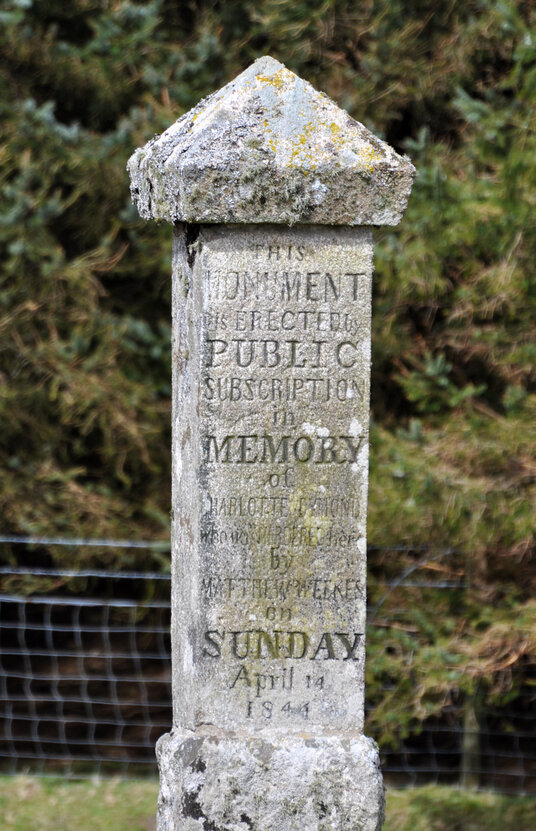 THIS
MONUMENT
is ERECTED by
PUBLIC
SUBSCRIPTION
in
MEMORY
of
CHARLOTTE DYMOND
who was MURDERED here
by
MATTHEW WEEKES
on
SUNDAY
April 14
1844